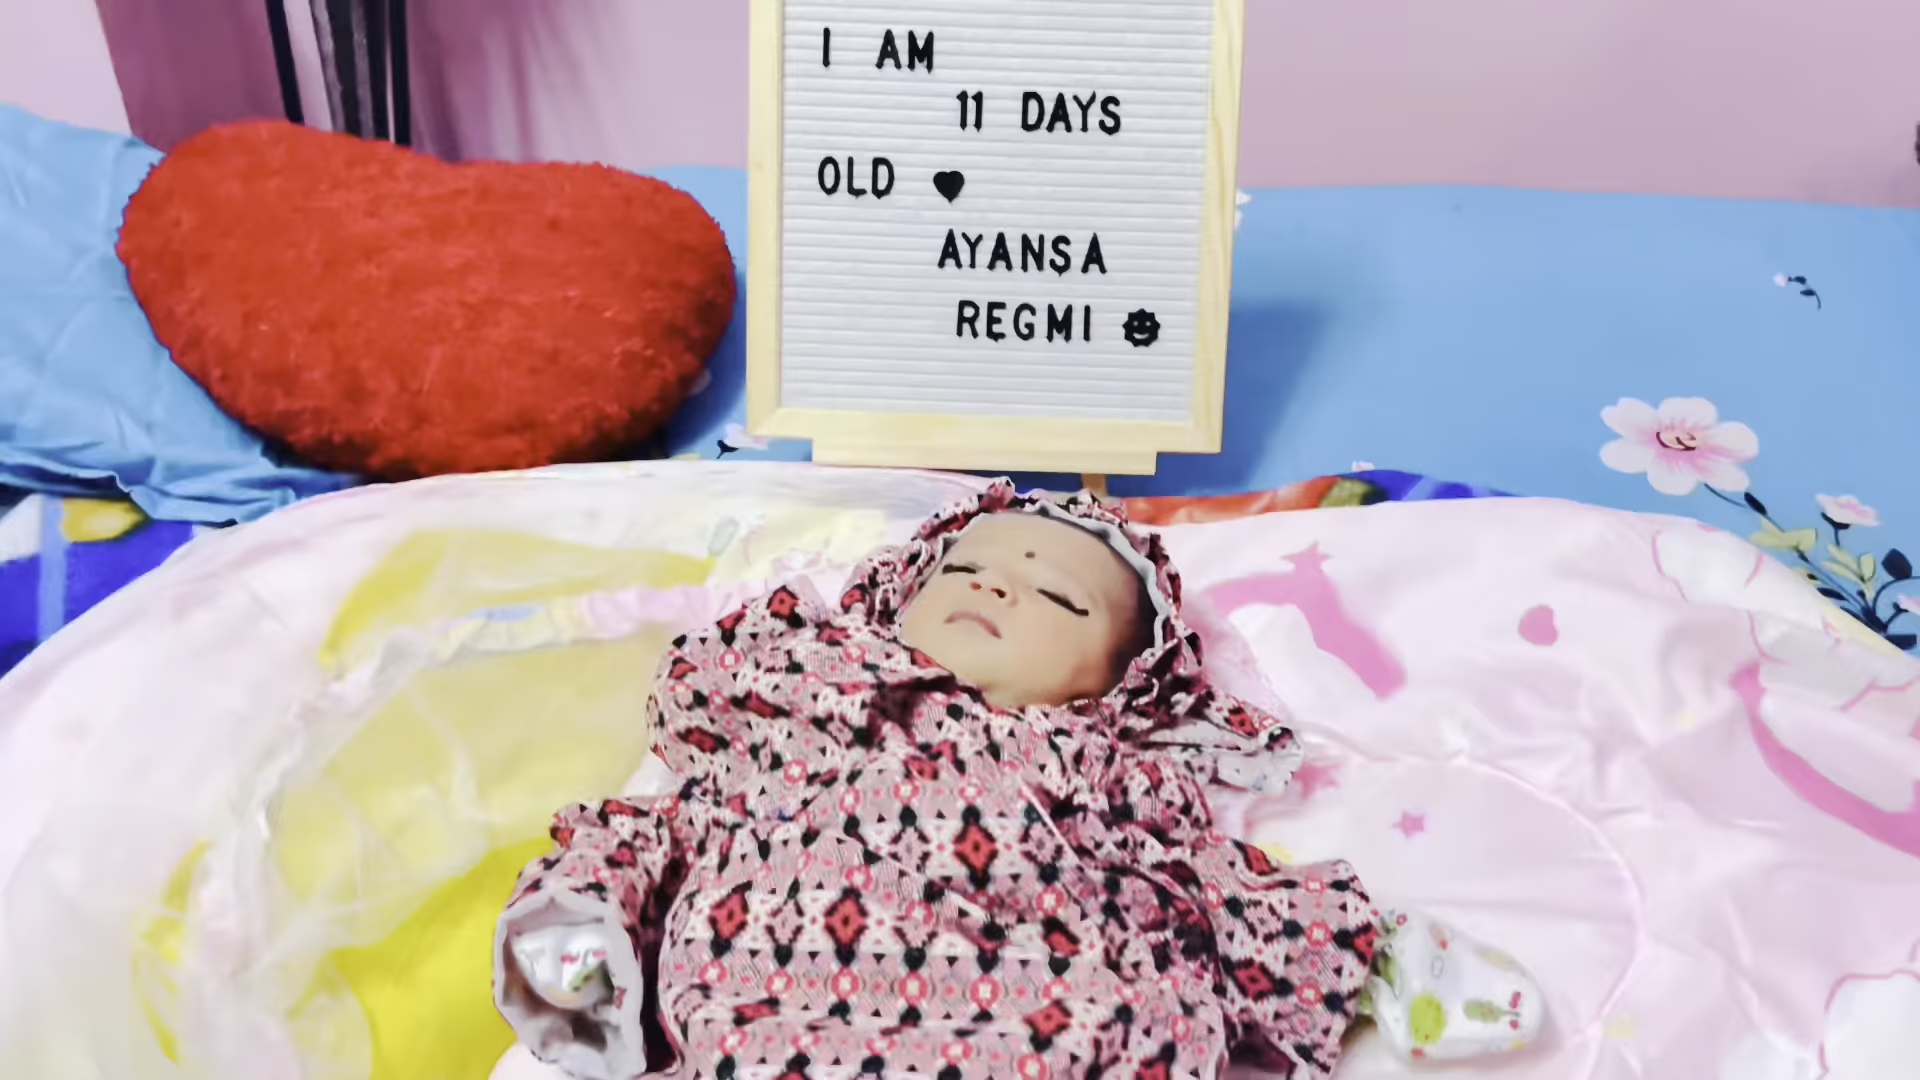 I AM
11 DAYS
OLD ♥
AYANSA
REGMI